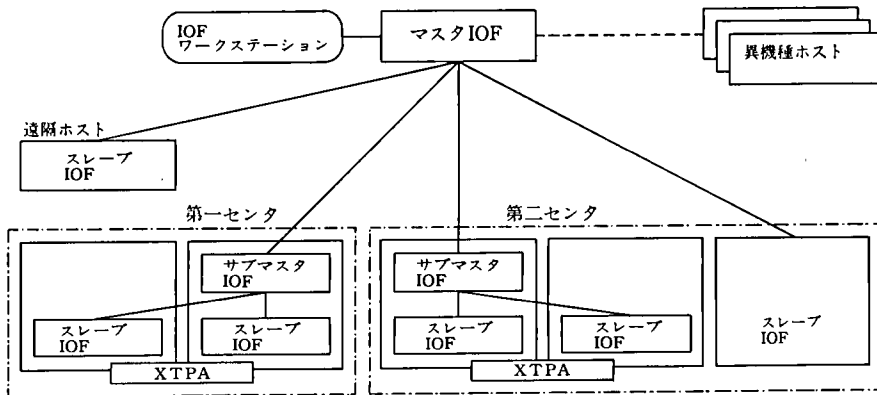 IOF
ワークステーション
マスタIOF
異機種ホスト
遠隔ホスト
スレーブ
IOF
第一センタ
第二センタ
サブマスタ
IOF
サブマスタ
IOF
スレーブ
IOF
スレーブ
IOF
スレーブ
IOF
スレーブ
IOF
スレーブ
IOF
XTPA
XTPA